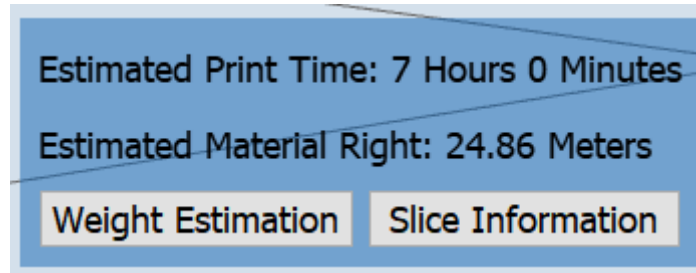 Estimated Print Time: 7 Hours 0 Minutes
Estimated Material Right: 24.86 Meters
Weight Estimation Slice Information